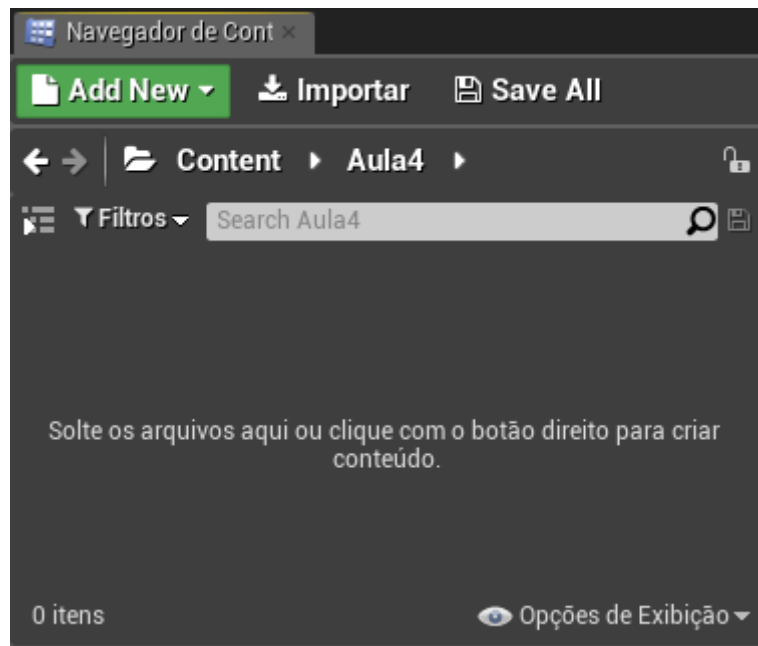 Navegador de Cont
Add New Importar Save All
Content Aula4
Filtros Search Aula4
Solte os arquivos aqui ou clique com o botão direito para criar
conteúdo.
0 itens Opções de Exibição